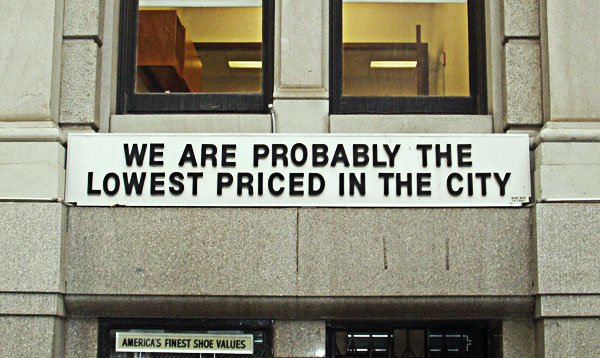 WE ARE PROBABLY THE
LOWEST PRICED IN THE CITY
AMERICA'S FINEST SHOE VALUES